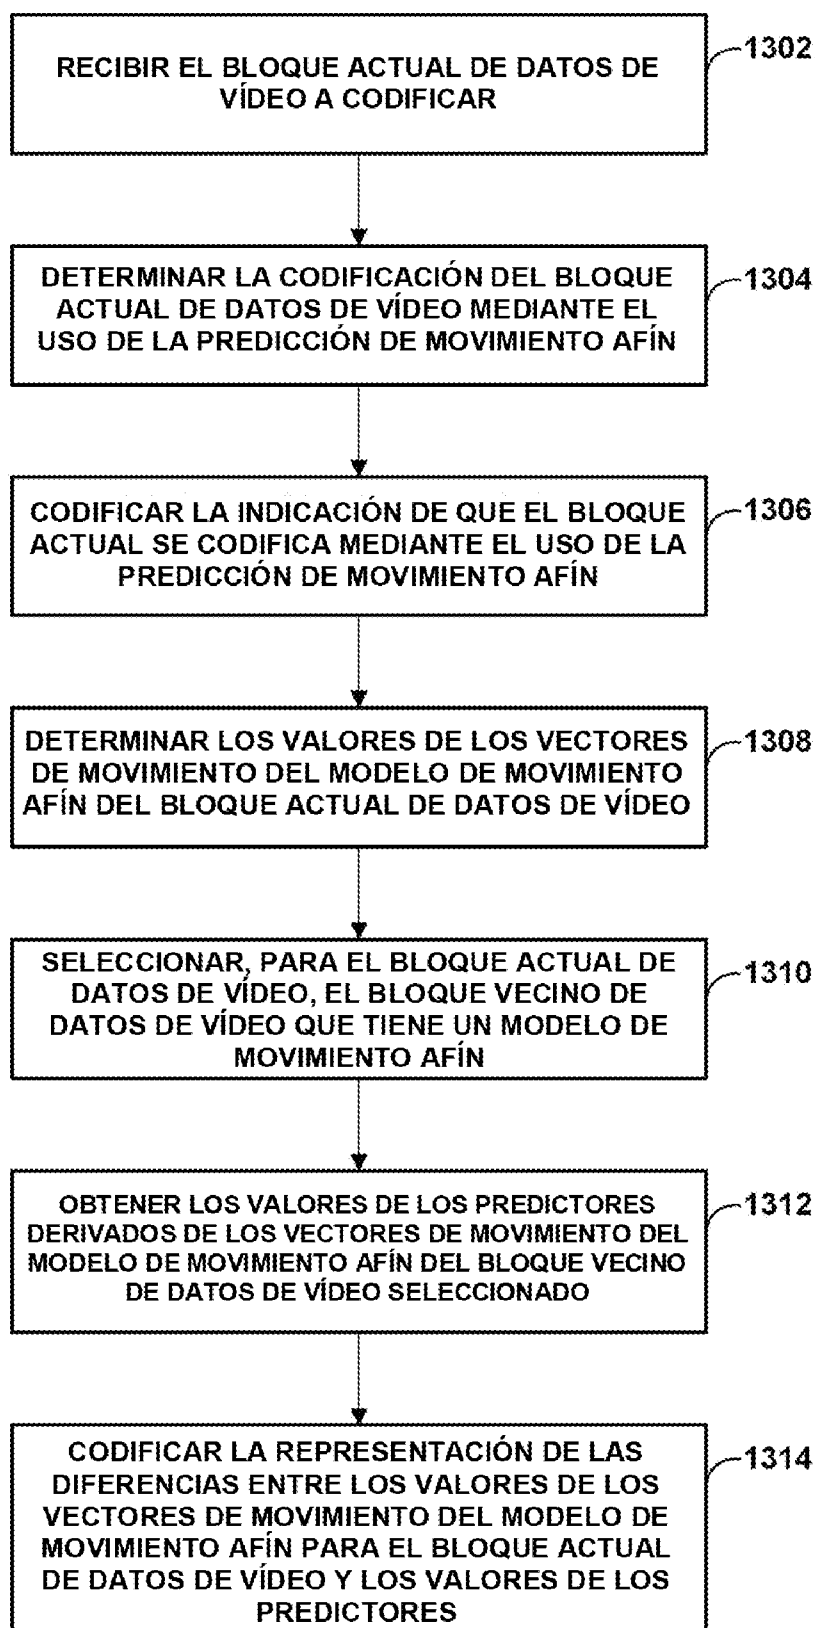 RECIBIR EL BLOQUE ACTUAL DE DATOS DE
VÍDEO A CODIFICAR
1302
DETERMINAR LA CODIFICACIÓN DEL BLOQUE
ACTUAL DE DATOS DE VÍDEO MEDIANTE EL
USO DE LA PREDICCIÓN DE MOVIMIENTO AFÍN
1304
CODIFICAR LA INDICACIÓN DE QUE EL BLOQUE
ACTUAL SE CODIFICA MEDIANTE EL USO DE LA
PREDICCIÓN DE MOVIMIENTO AFÍN
1306
DETERMINAR LOS VALORES DE LOS VECTORES
DE MOVIMIENTO DEL MODELO DE MOVIMIENTO
AFÍN DEL BLOQUE ACTUAL DE DATOS DE VÍDEO
1308
SELECCIONAR, PARA EL BLOQUE ACTUAL DE
DATOS DE VÍDEO, EL BLOQUE VECINO DE
DATOS DE VÍDEO QUE TIENE UN MODELO DE
MOVIMIENTO AFÍN
1310
OBTENER LOS VALORES DE LOS PREDICTORES
DERIVADOS DE LOS VECTORES DE MOVIMIENTO DEL
MODELO DE MOVIMIENTO AFÍN DEL BLOQUE VECINO
DE DATOS DE VÍDEO SELECCIONADO
1312
CODIFICAR LA REPRESENTACIÓN DE LAS
DIFERENCIAS ENTRE LOS VALORES DE LOS
VECTORES DE MOVIMIENTO DEL MODELO DE
MOVIMIENTO AFÍN PARA EL BLOQUE ACTUAL
DE DATOS DE VÍDEO Y LOS VALORES DE LOS
PREDICTORES
1314